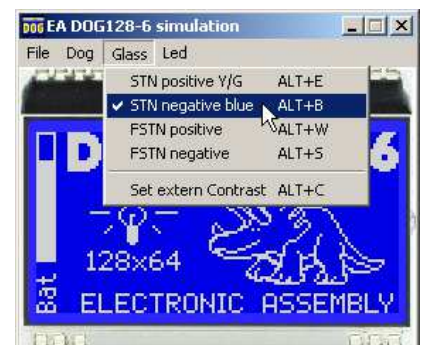 DOG EA DOG128-6 simulation
File Dog Glass Led
STN positive Y/G ALT+E
STN negative blue ALT+B
FSTN positive ALT+W
FSTN negative ALT+S
Set extern Contrast ALT+C
D 6
128x64
Bat
ELECTRONIC ASSEMBLY